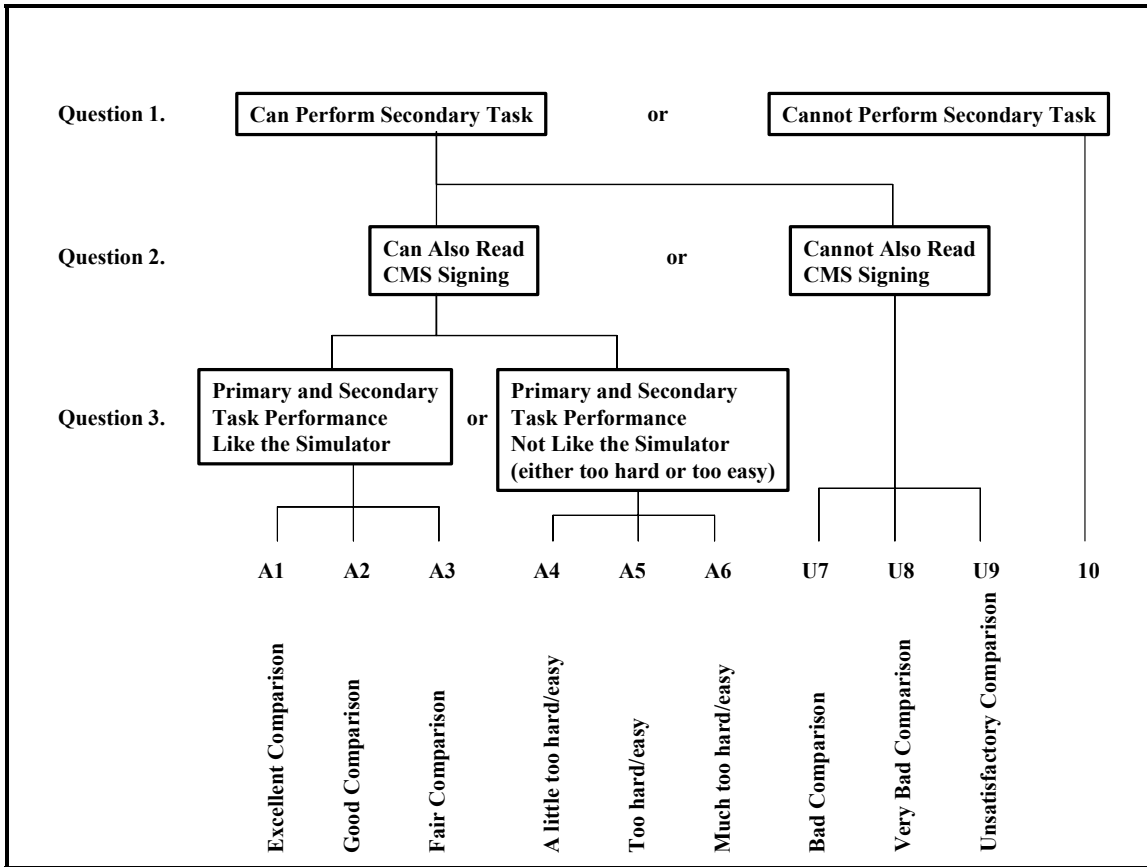 Question 1.
Can Perform Secondary Task
or
Cannot Perform Secondary Task
Question 2.
Can Also Read
CMS Signing
or
Cannot Also Read
CMS Signing
Question 3.
Primary and Secondary
Task Performance
Like the Simulator
or
Primary and Secondary
Task Performance
Not Like the Simulator
(either too hard or too easy)
A1
A2
A3
A4
A5
A6
U7
U8
U9
10
Excellent Comparison
Good Comparison
Fair Comparison
A little too hard/easy
Too hard/easy
Much too hard/easy
Bad Comparison
Very Bad Comparison
Unsatisfactory Comparison